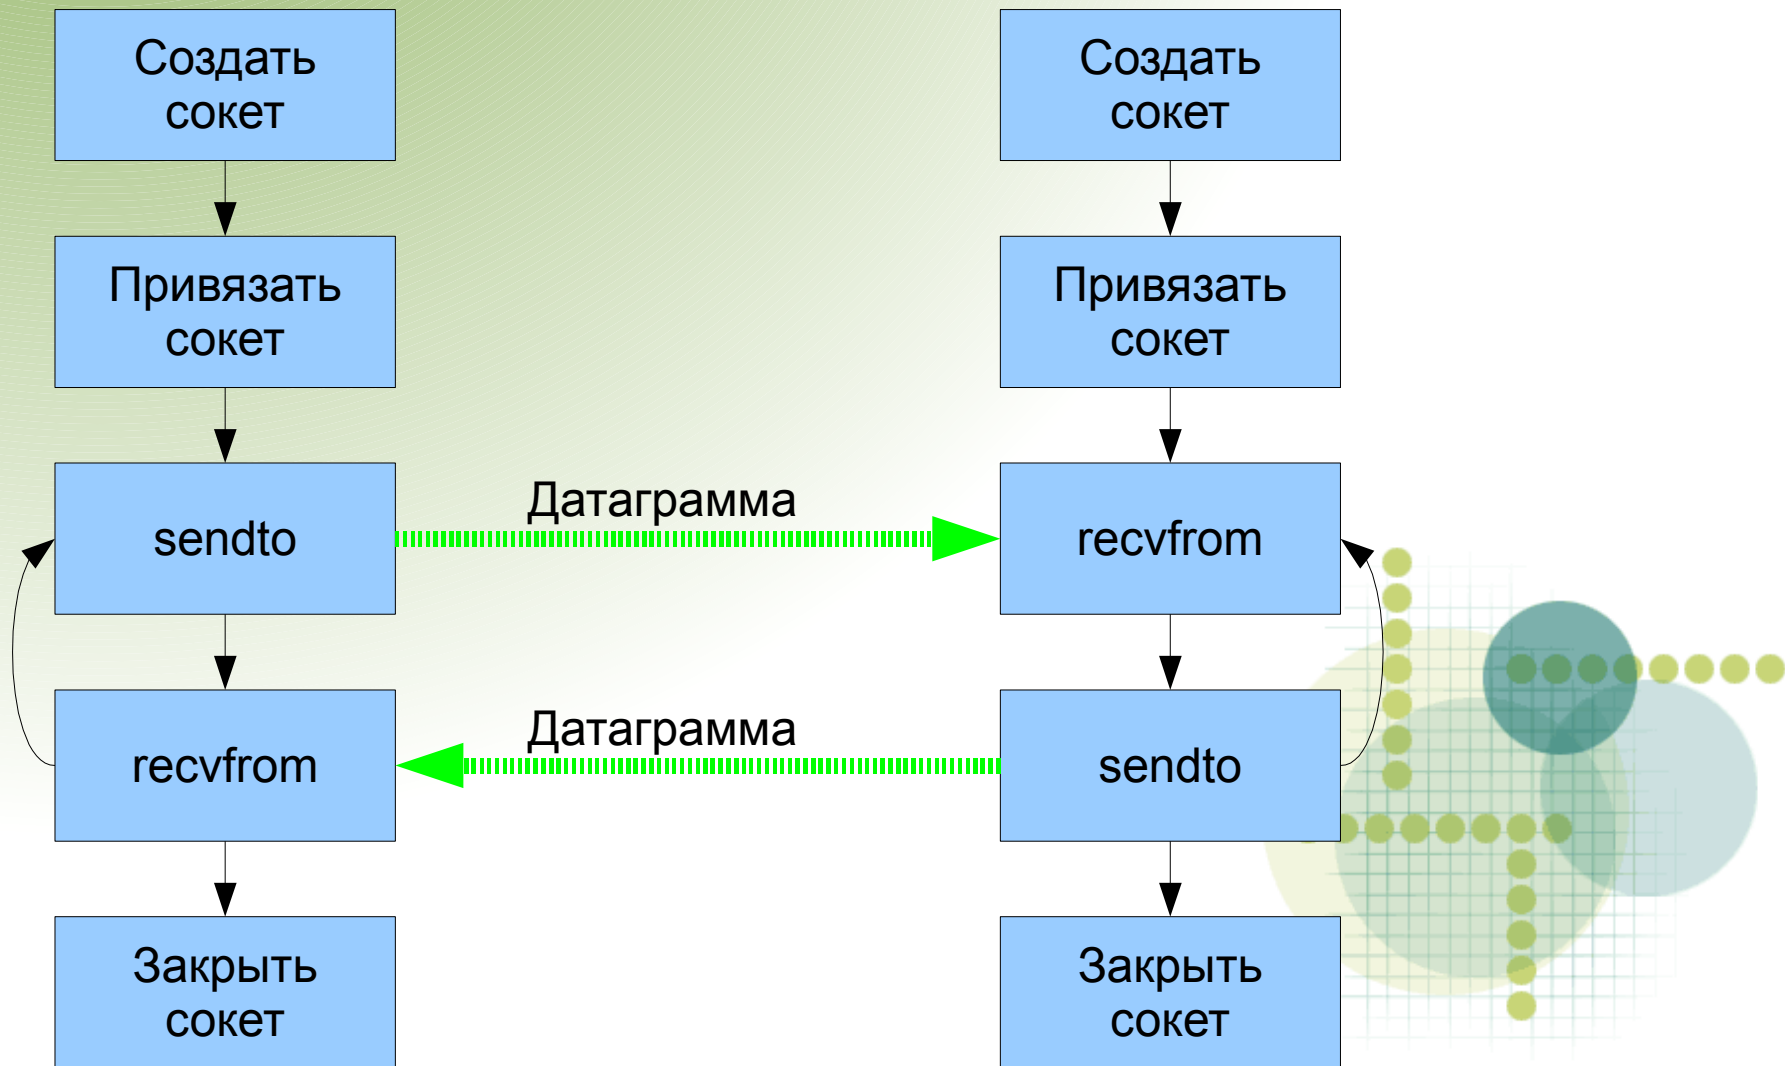 Создать
сокет
Создать
сокет
Привязать
сокет
Привязать
сокет
sendto
Датаграмма
recvfrom
recvfrom
Датаграмма
sendto
Закрыть
сокет
Закрыть
сокет